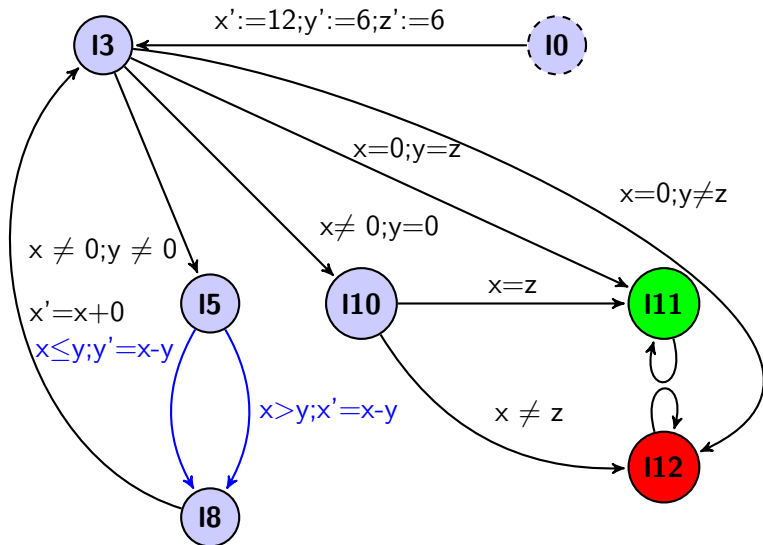 x':=12;y':=6;z':=6
l3
l0
x=0;y=z
x=0;y≠z
x≠ 0;y=0
x ≠ 0;y ≠ 0
x=z
l5
l10
l11
x'=x+0
x≤y;y'=x-y
x>y;x'=x-y
x ≠ z
l12
l8